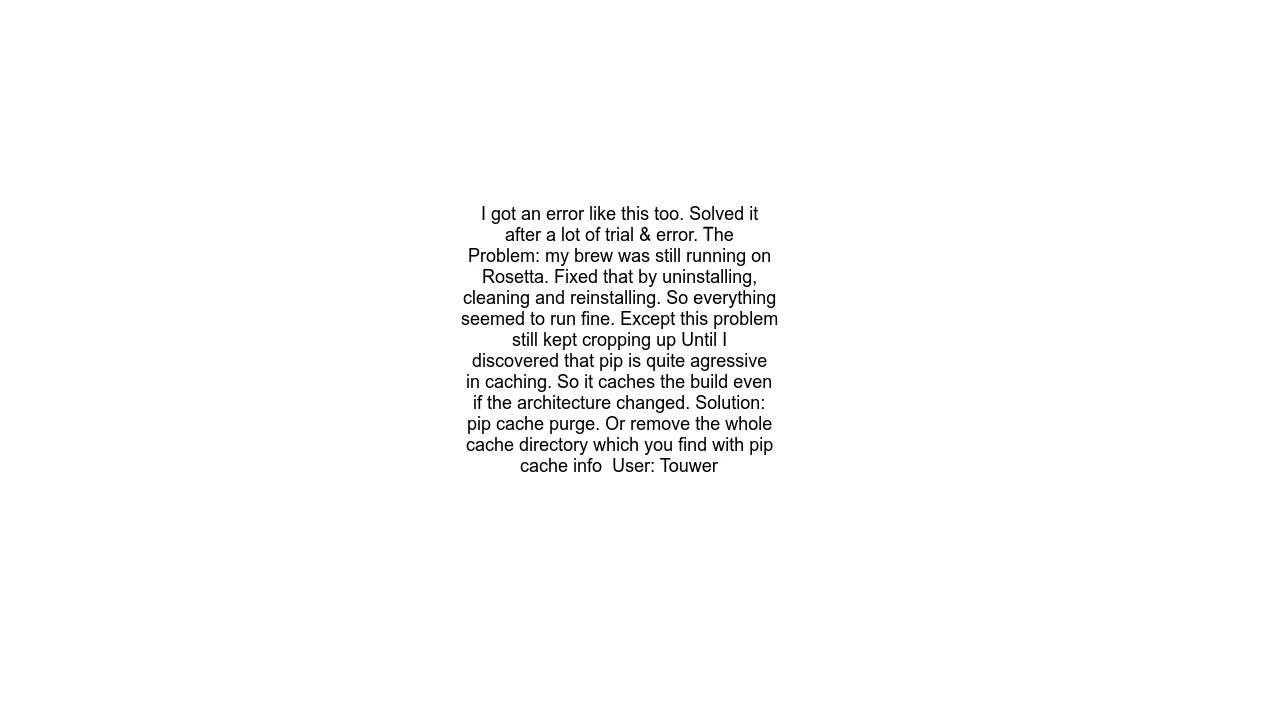 I got an error like this too. Solved it
after a lot of trial & error. The
Problem: my brew was still running on
Rosetta. Fixed that by uninstalling,
cleaning and reinstalling. So everything
seemed to run fine. Except this problem
still kept cropping up Until I
discovered that pip is quite agressive
in caching. So it caches the build even
if the architecture changed. Solution:
pip cache purge. Or remove the whole
cache directory which you find with pip
cache info  User: Touwer